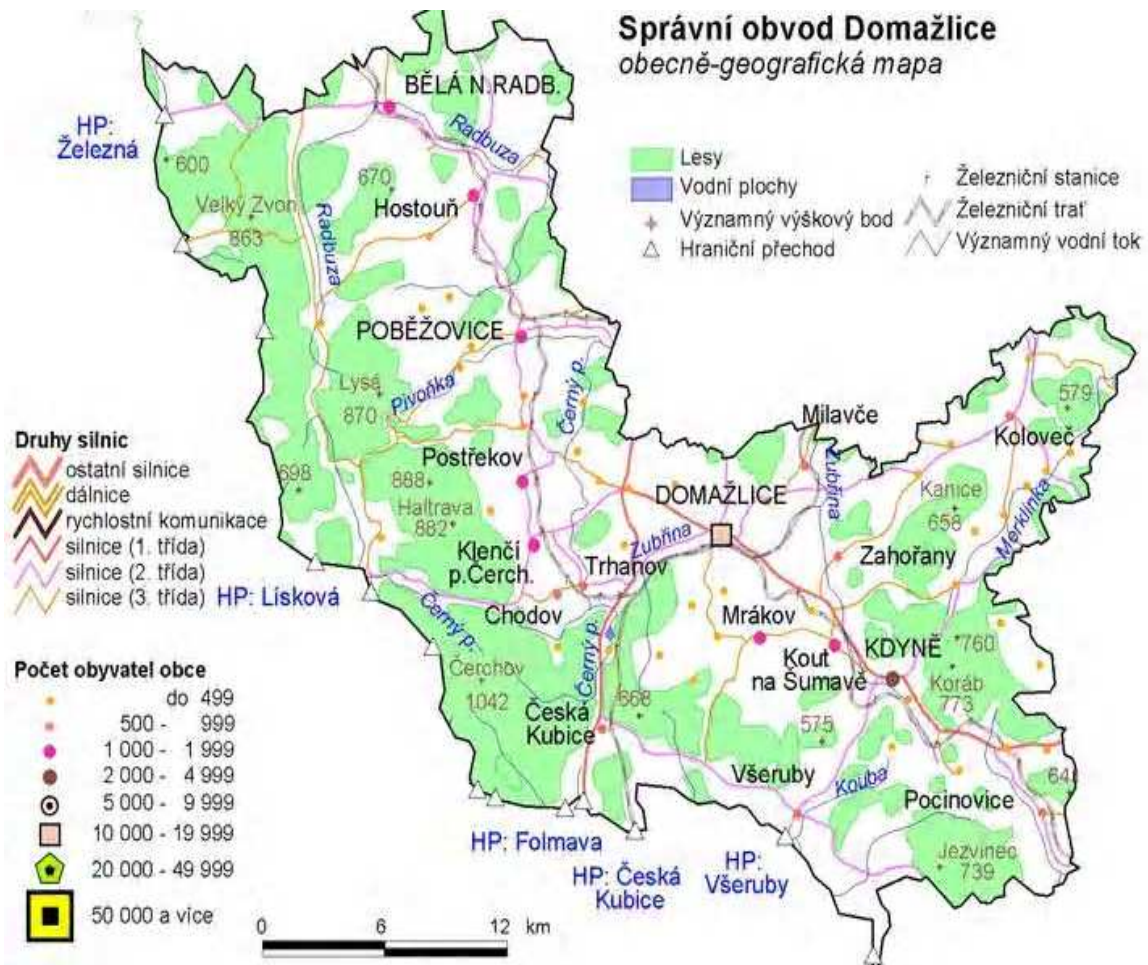 Správní obvod Domažlice
obecně-geografická mapa
Lesy
Vodní plochy
Významný výškový bod
Hraniční přechod
Železniční stanice
Železniční trať
Významný vodní tok
BĚLÁ N.RADB.
HP:
Železná
Radbuza
600
670
Velký Zvon
863
Hostouň
Radbuza
POBĚŽOVICE
Lysá
870
Pivoňka
Černý p.
Milavče
579
Koloveč
Postřekov
698
888
Haltrava
882
DOMAŽLICE
Zubřina
Kanice
658
Merklínka
Klenčí
p.Čerch.
Zubřina
Trhanov
Zahořany
HP: Lísková
Chodov
Černý p.
Černý p.
Mrákov
KDYNĚ
760
Kout
na Šumavě
Koráb
773
Čerchov
1042
Česká
Kubice
668
575
Všeruby
Kouba
Pocinovice
64
Jezvinec
739
HP: Folmava
HP: Česká
Kubice
HP:
Všeruby
Druhy silnic
ostatní silnice
dálnice
rychlostní komunikace
silnice (1. třída)
silnice (2. třída)
silnice (3. třída)
Počet obyvatel obce
do 499
500 - 999
1 000 - 1 999
2 000 - 4 999
5 000 - 9 999
10 000 - 19 999
20 000 - 49 999
50 000 a více
0 6 12 km